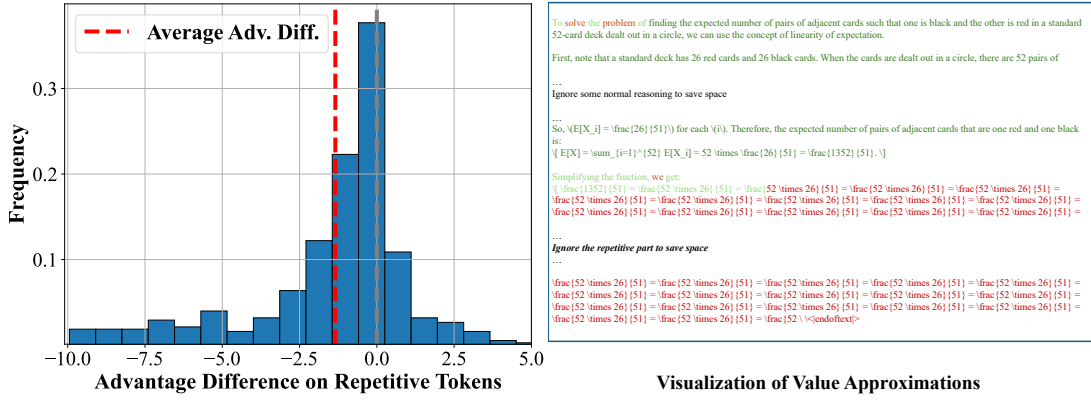 Average Adv. Diff.
Frequency
0.3
0.2
0.1
−10.0 −7.5 −5.0 −2.5 0.0 2.5 5.0
Advantage Difference on Repetitive Tokens
To solve the problem of finding the expected number of pairs of adjacent cards such that one is black and the other is red in a standard
52-card deck dealt out in a circle, we can use the concept of linearity of expectation.
First, note that a standard deck has 26 red cards and 26 black cards. When the cards are dealt out in a circle, there are 52 pairs of
...
Ignore some normal reasoning to save space
...
So, \(E[X_i] = \frac{26}{51}\) for each \(i\). Therefore, the expected number of pairs of adjacent cards that are one red and one black
is:
\[ E[X] = \sum_{i=1}^{52} E[X_i] = 52 \times \frac{26}{51} = \frac{1352}{51}. \]
Simplifying the fraction, we get:
\[ \frac{1352}{51} = \frac{52 \times 26}{51} = \frac{52 \times 26}{51} = \frac{52 \times 26}{51} = \frac{52 \times 26}{51} =
\frac{52 \times 26}{51} = \frac{52 \times 26}{51} = \frac{52 \times 26}{51} = \frac{52 \times 26}{51} = \frac{52 \times 26}{51} =
\frac{52 \times 26}{51} = \frac{52 \times 26}{51} = \frac{52 \times 26}{51} = \frac{52 \times 26}{51} = \frac{52 \times 26}{51} =
...
Ignore the repetitive part to save space
...
\frac{52 \times 26}{51} = \frac{52 \times 26}{51} = \frac{52 \times 26}{51} = \frac{52 \times 26}{51} = \frac{52 \times 26}{51} =
\frac{52 \times 26}{51} = \frac{52 \times 26}{51} = \frac{52 \times 26}{51} = \frac{52 \times 26}{51} = \frac{52 \times 26}{51} =
\frac{52 \times 26}{51} = \frac{52 \times 26}{51} = \frac{52 \times 26}{51} = \frac{52 \times 26}{51} = \frac{52 \times 26}{51} =
\frac{52 \times 26}{51} = \frac{52 \times 26}{51} = \frac{52 \ \<|endoftext|>
Visualization of Value Approximations